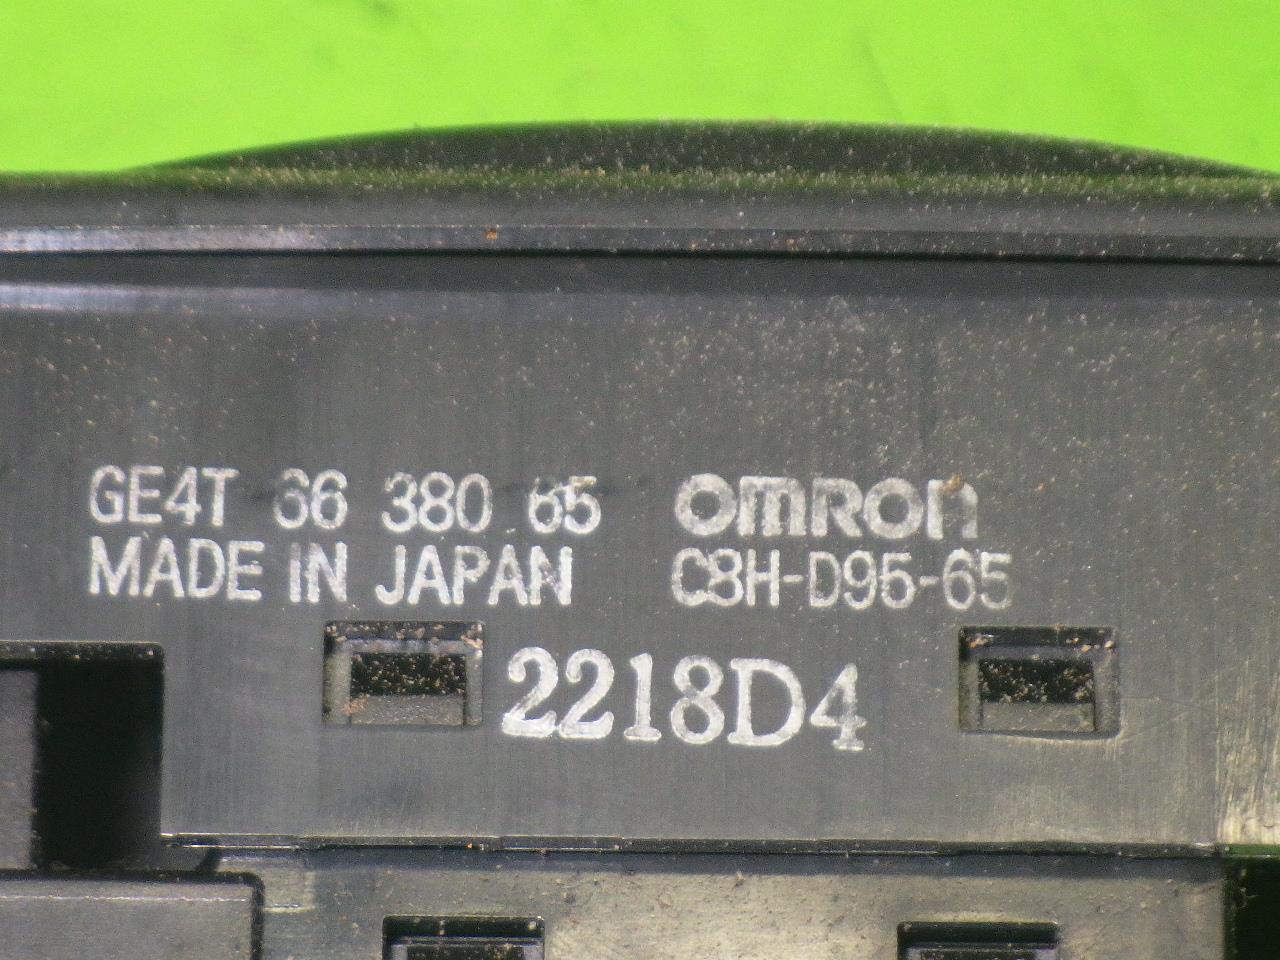 GE4T 66 380 65 OMRON
MADE IN JAPAN C8H-D95-65
2218D4